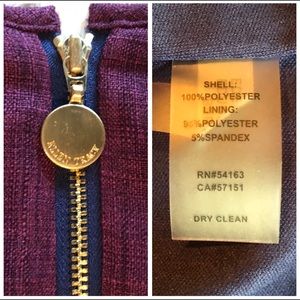 SHELL:
100%POLYESTER
LINING:
95%POLYESTER
5%SPANDEX
RN#54163
CA#57151
DRY CLEAN